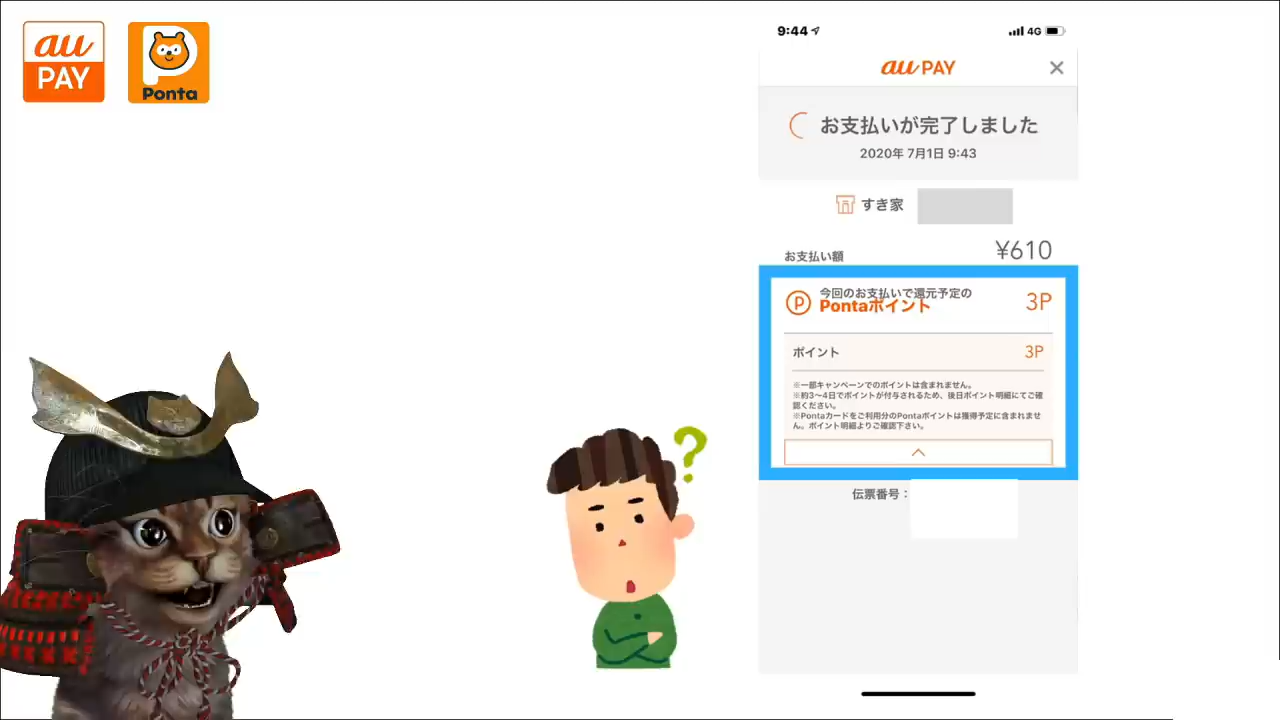 au
PAY
P
Ponta
9:44
4G
au PAY
お支払いが完了しました
2020年 7月1日 9:43
すき家
お支払い額
¥610
今回のお支払いで還元予定の
Pontaポイント
3P
ポイント
3P
※一部キャンペーンでのポイントは含まれません。
※約3〜4日でポイントが付与されるため、後日ポイント明細にてご確
認ください。
※Pontaカードをご利用分のPontaポイントは獲得予定に含まれませ
ん。ポイント明細よりご確認下さい。
伝票番号：
?